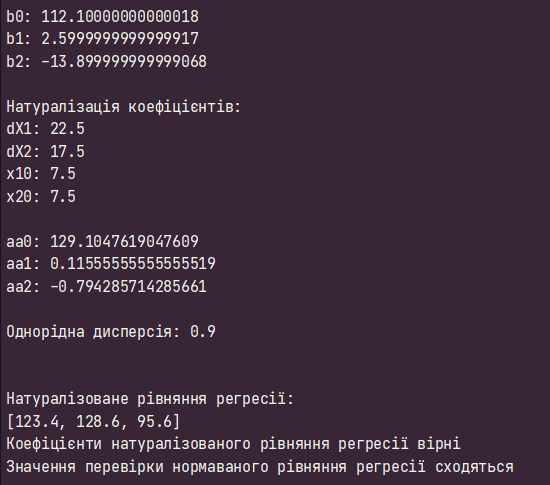 b0: 112.10000000000018
b1: 2.5999999999999917
b2: -13.899999999999068
Натуралізація коефіцієнтів:
dX1: 22.5
dX2: 17.5
x10: 7.5
x20: 7.5
aa0: 129.1047619047609
aa1: 0.11555555555555519
aa2: -0.794285714285661
Однорідна дисперсія: 0.9
Натуралізоване рівняння регресії:
[123.4, 128.6, 95.6]
Коефіцієнти натуралізованого рівняння регресії вірні
Значення перевірки нормаваного рівняння регресії сходяться